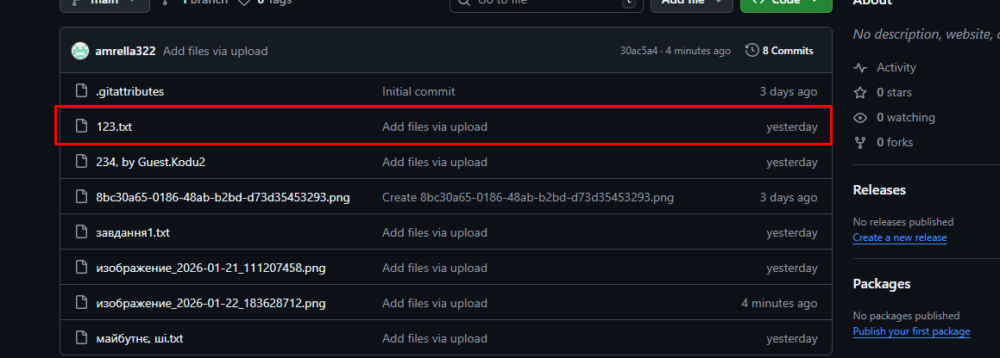 main
1 Branch
0 Tags
Go to file
t
Add file
Code
About
amrella322 Add files via upload 30ac5a4 · 4 minutes ago 8 Commits
No description, website,
.gitattributes Initial commit 3 days ago
123.txt Add files via upload yesterday
234, by Guest.Kodu2 Add files via upload yesterday
8bc30a65-0186-48ab-b2bd-d73d35453293.png Create 8bc30a65-0186-48ab-b2bd-d73d35453293.png 3 days ago
завдання1.txt Add files via upload yesterday
изображение_2026-01-21_111207458.png Add files via upload yesterday
изображение_2026-01-22_183628712.png Add files via upload 4 minutes ago
майбутнє, ші.txt Add files via upload yesterday
Activity
0 stars
0 watching
0 forks
Releases
No releases published
Create a new release
Packages
No packages published
Publish your first package